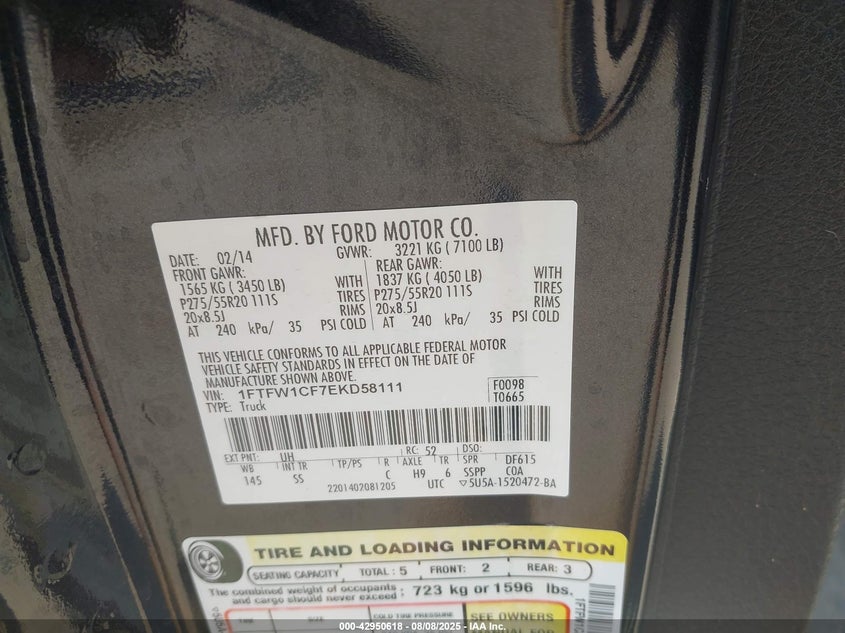 MFD. BY FORD MOTOR CO.
DATE: 02/14 GVWR: 3221 KG ( 7100 LB)
FRONT GAWR: REAR GAWR:
1565 KG ( 3450 LB) WITH 1837 KG ( 4050 LB) WITH
P275/55R20 111S TIRES P275/55R20 111S TIRES
20x8.5J RIMS 20x8.5J RIMS
AT 240 kPa/ 35 PSI COLD AT 240 kPa/ 35 PSI COLD
THIS VEHICLE CONFORMS TO ALL APPLICABLE FEDERAL MOTOR
VEHICLE SAFETY STANDARDS IN EFFECT ON THE DATE OF
MANUFACTURE SHOWN ABOVE.
VIN: 1FTFW1CF7EKD58111 F0098
TYPE: Truck T0665
EXT PNT: UH RC: 52 DSO:
WB INT TR TP/PS R AXLE TR SPR DF615
145 SS C H9 6 SSPP COA
2201402081205 UTC ▽5U5A-1520472-BA
TIRE AND LOADING INFORMATION
SEATING CAPACITY TOTAL: 5 FRONT: 2 REAR: 3
The combined weight of occupants and cargo should never exceed : 723 kg or 1596 lbs.
TIRE COLD TIRE PRESSURE SEE OWNERS
FOR
000-42950618 - 08/08/2025 - ©IAA, Inc.